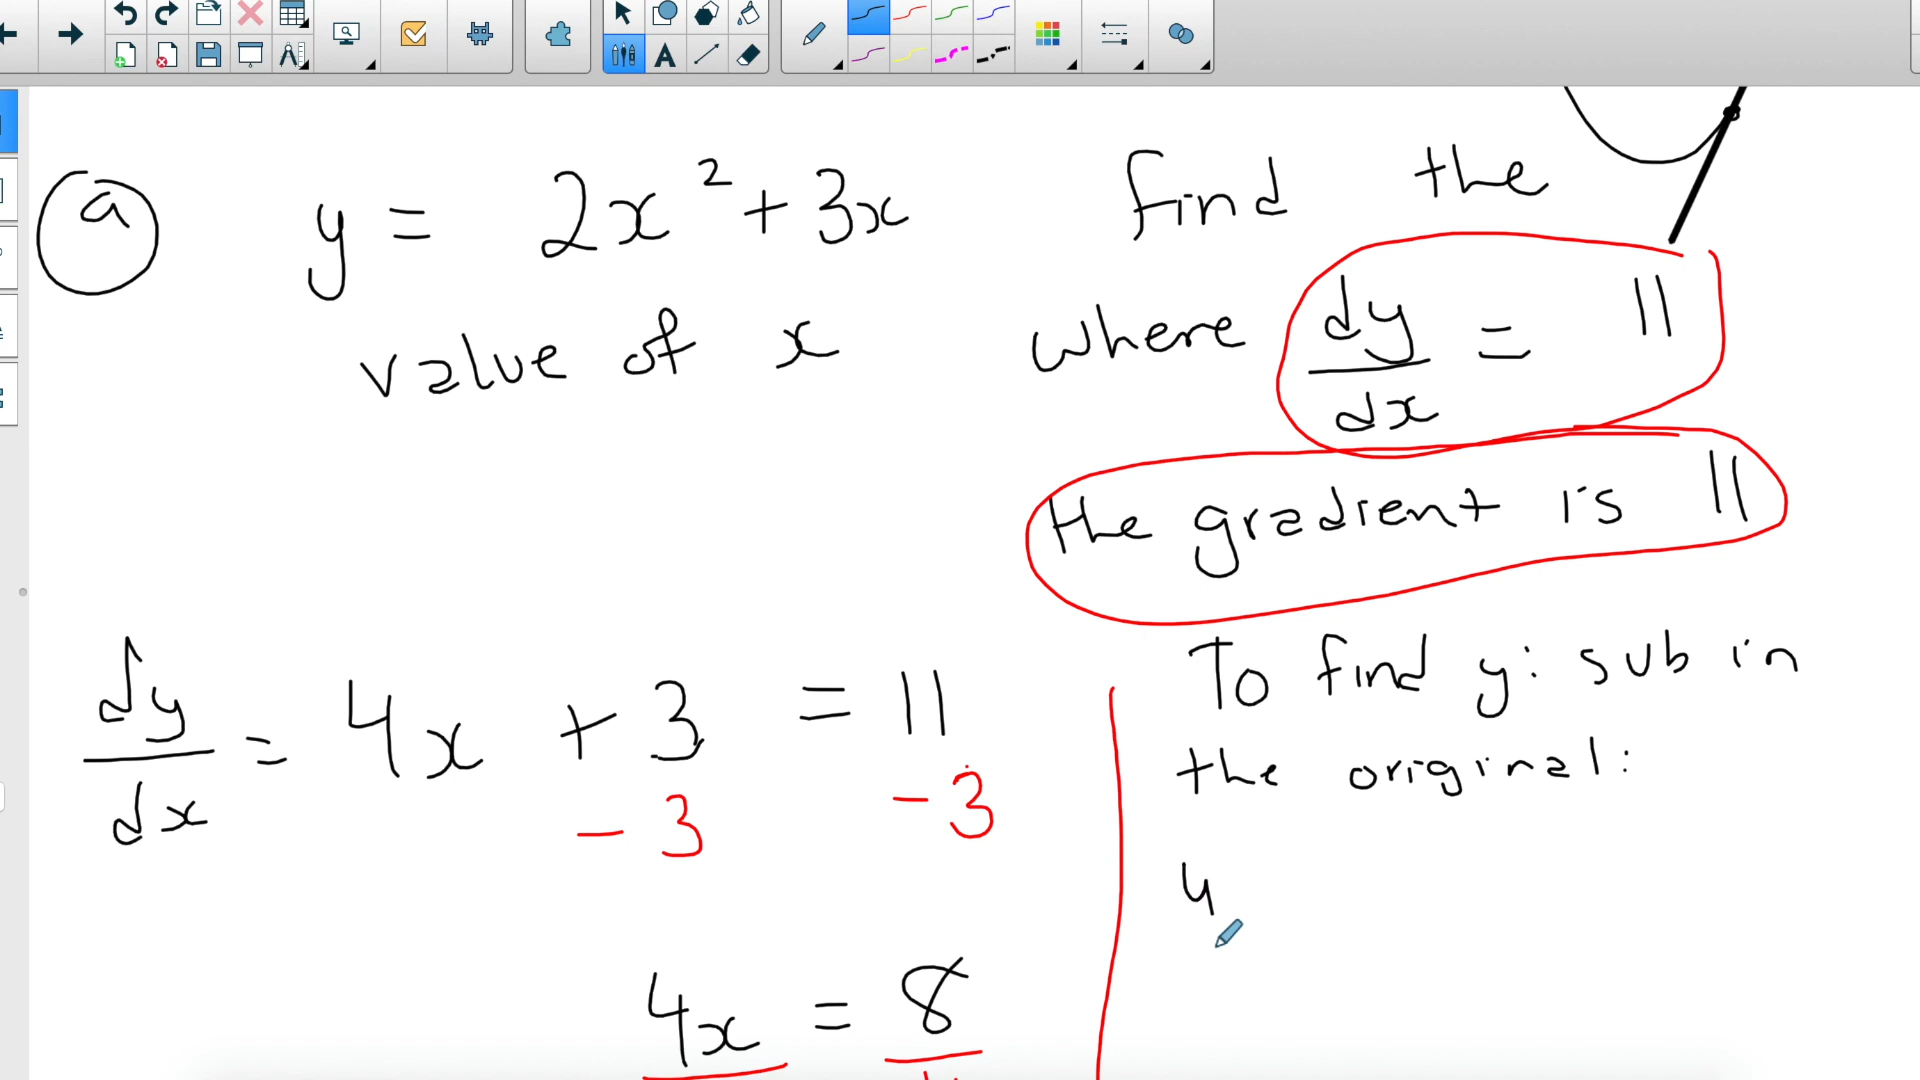 a y = 2x² + 3x find the
value of x where dy/dx = 11
the gradient is 11
dy/dx = 4x + 3 = 11
- 3 - 3
4x = 8
To find y: sub in
the original:
y